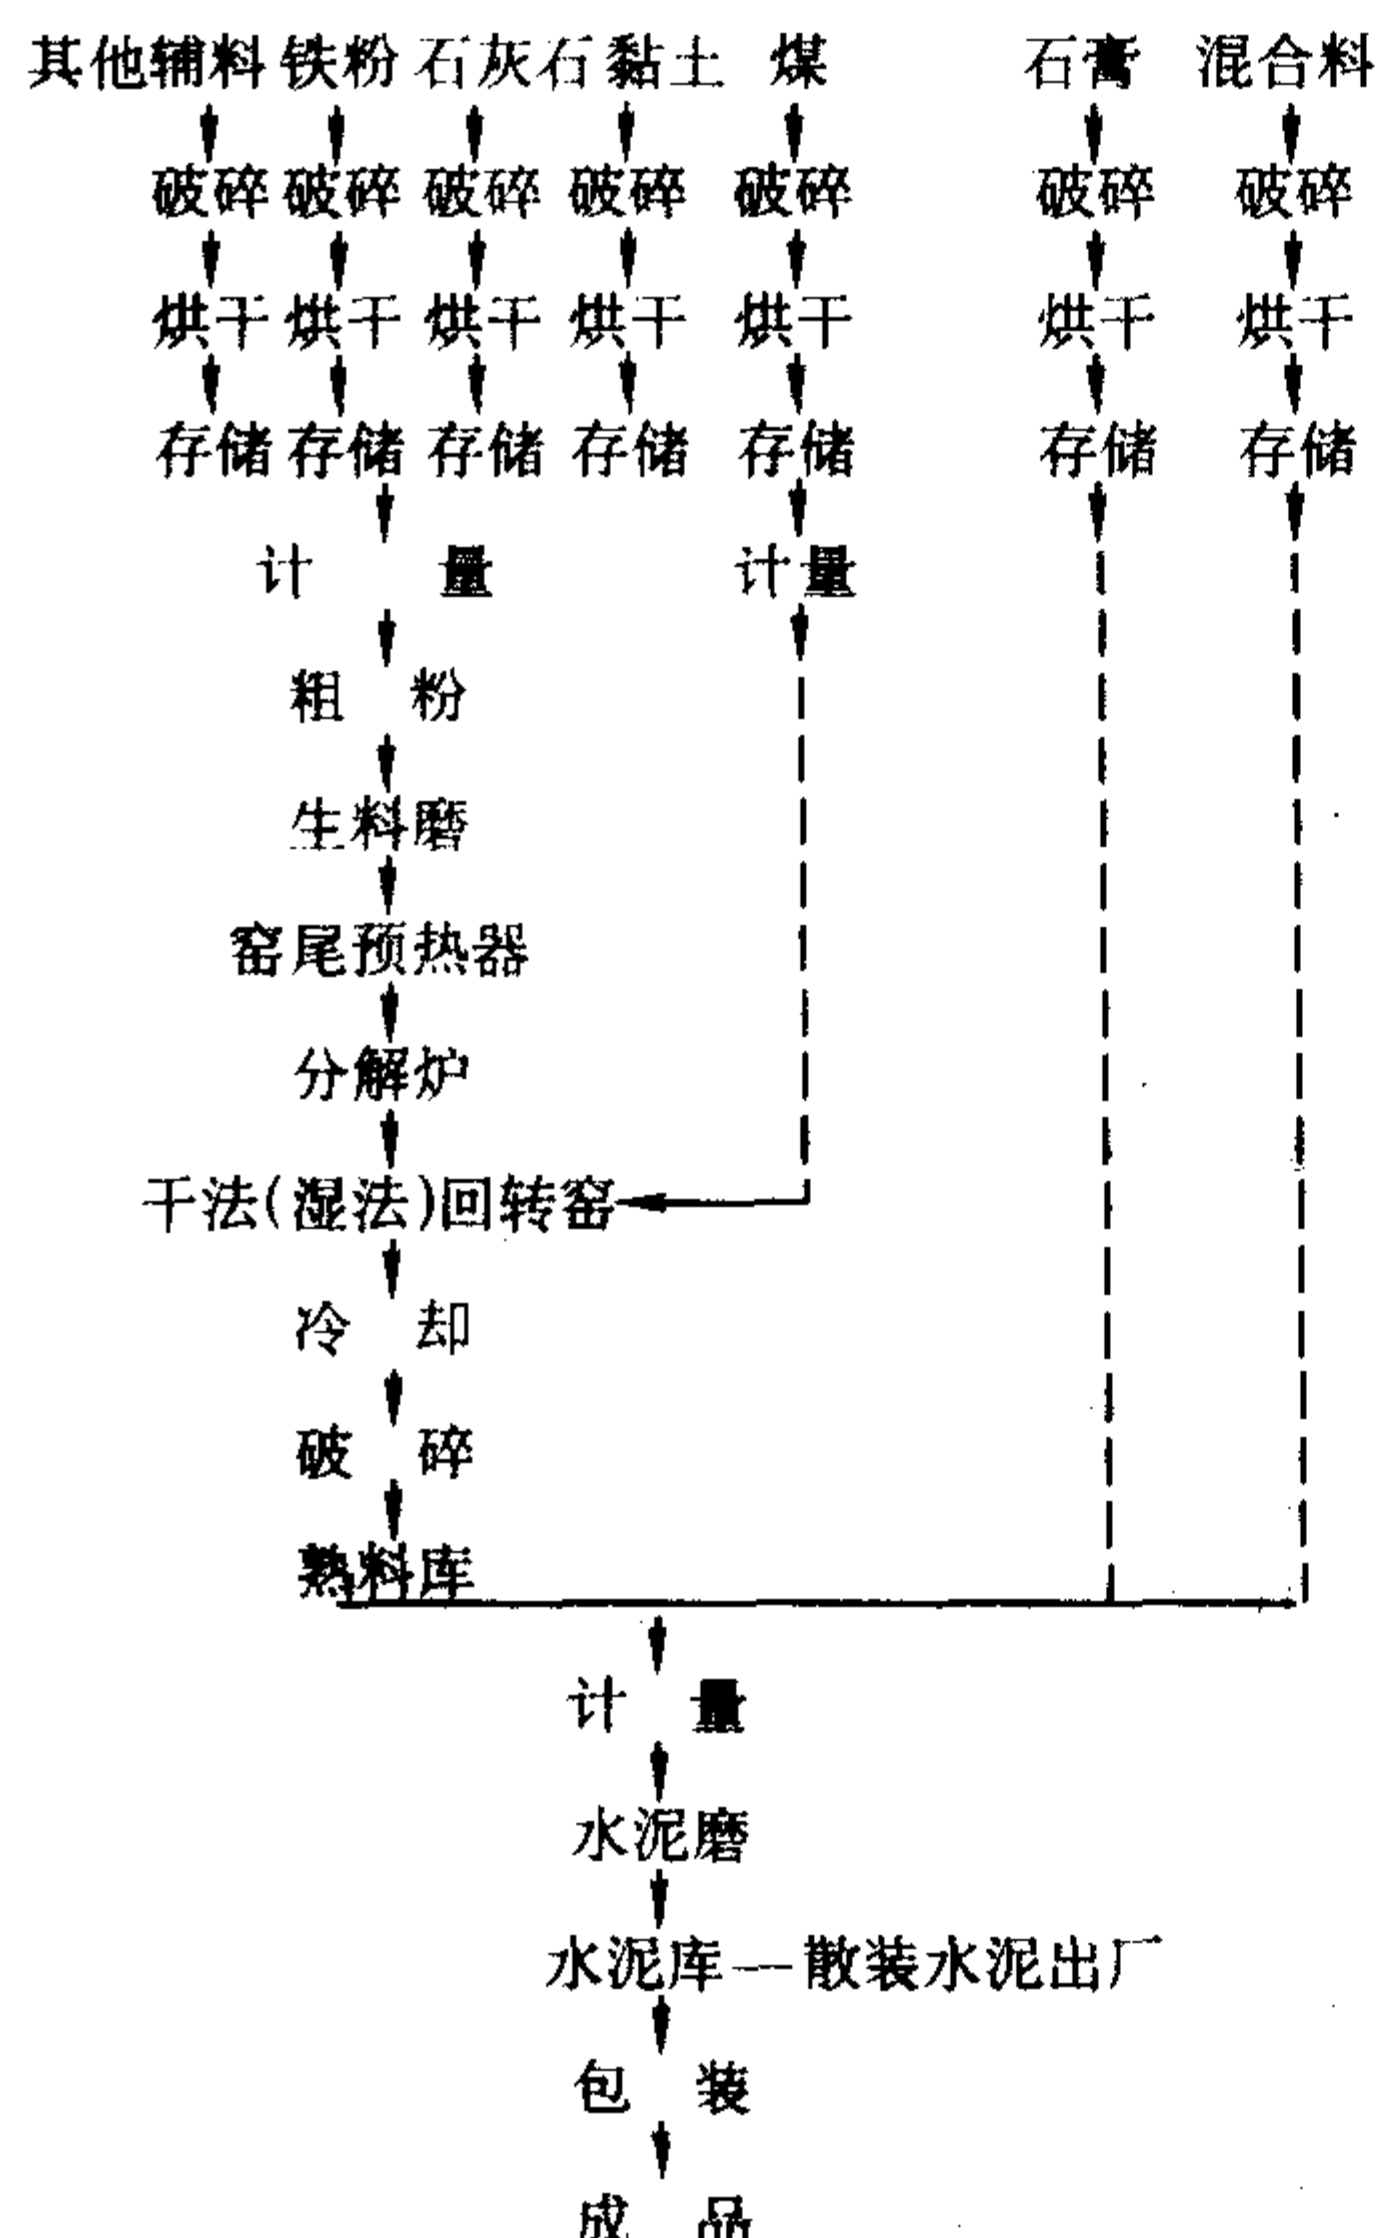 其他辅料 铁粉 石灰石 黏土 煤 石膏 混合料
破碎 破碎 破碎 破碎 破碎 破碎 破碎
烘干 烘干 烘干 烘干 烘干 烘干 烘干
存储 存储 存储 存储 存储 存储 存储
计量 计量
粗粉
生料磨
窑尾预热器
分解炉
干法(湿法)回转窑
冷却
破碎
熟料库
计量
水泥磨
水泥库—散装水泥出厂
包装
成品